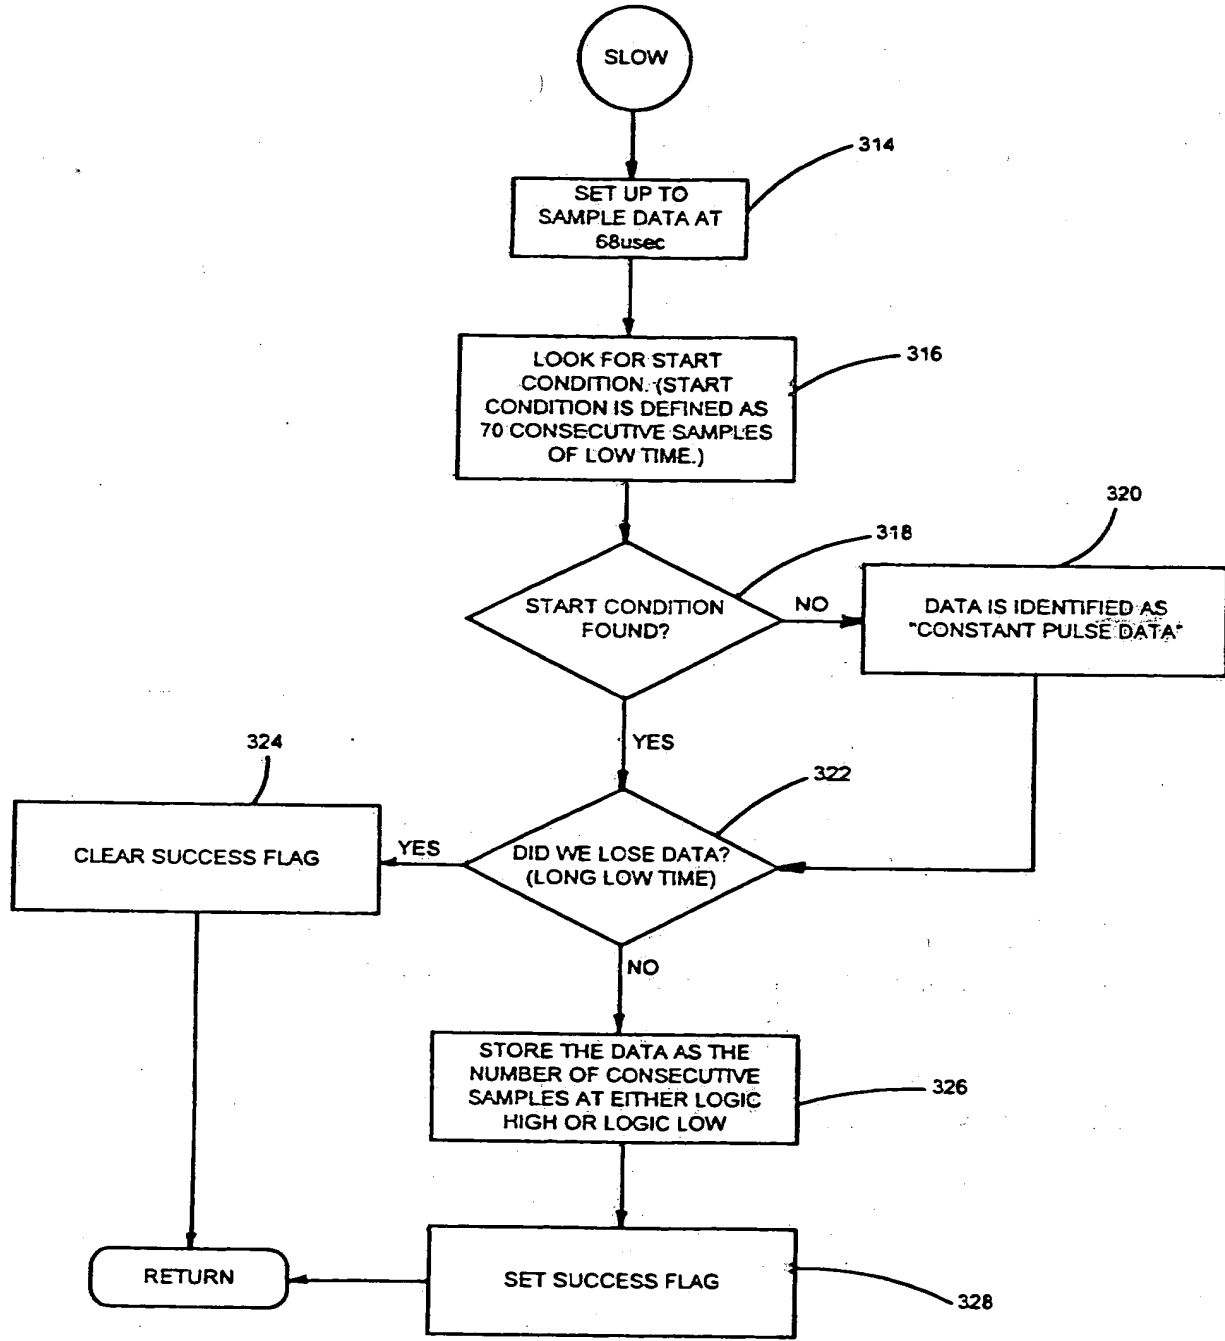 SLOW
314
SET UP TO
SAMPLE DATA AT
68usec
316
LOOK FOR START
CONDITION. (START
CONDITION IS DEFINED AS
70 CONSECUTIVE SAMPLES
OF LOW TIME.)
320
318
START CONDITION
FOUND?
NO
DATA IS IDENTIFIED AS
"CONSTANT PULSE DATA"
YES
324
322
CLEAR SUCCESS FLAG
YES
DID WE LOSE DATA?
(LONG LOW TIME)
NO
STORE THE DATA AS THE
NUMBER OF CONSECUTIVE
SAMPLES AT EITHER LOGIC
HIGH OR LOGIC LOW
326
RETURN
SET SUCCESS FLAG
328